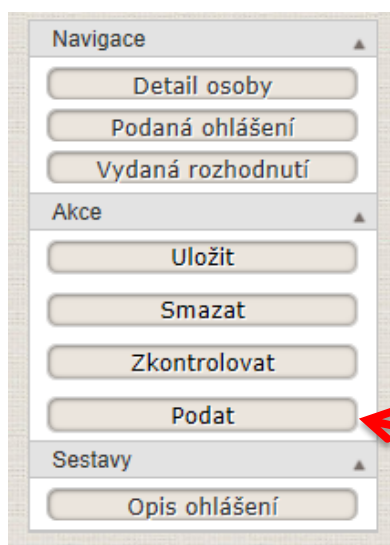 Navigace
Detail osoby
Podaná ohlášení
Vydaná rozhodnutí
Akce
Uložit
Smazat
Zkontrolovat
Podat
Sestavy
Opis ohlášení